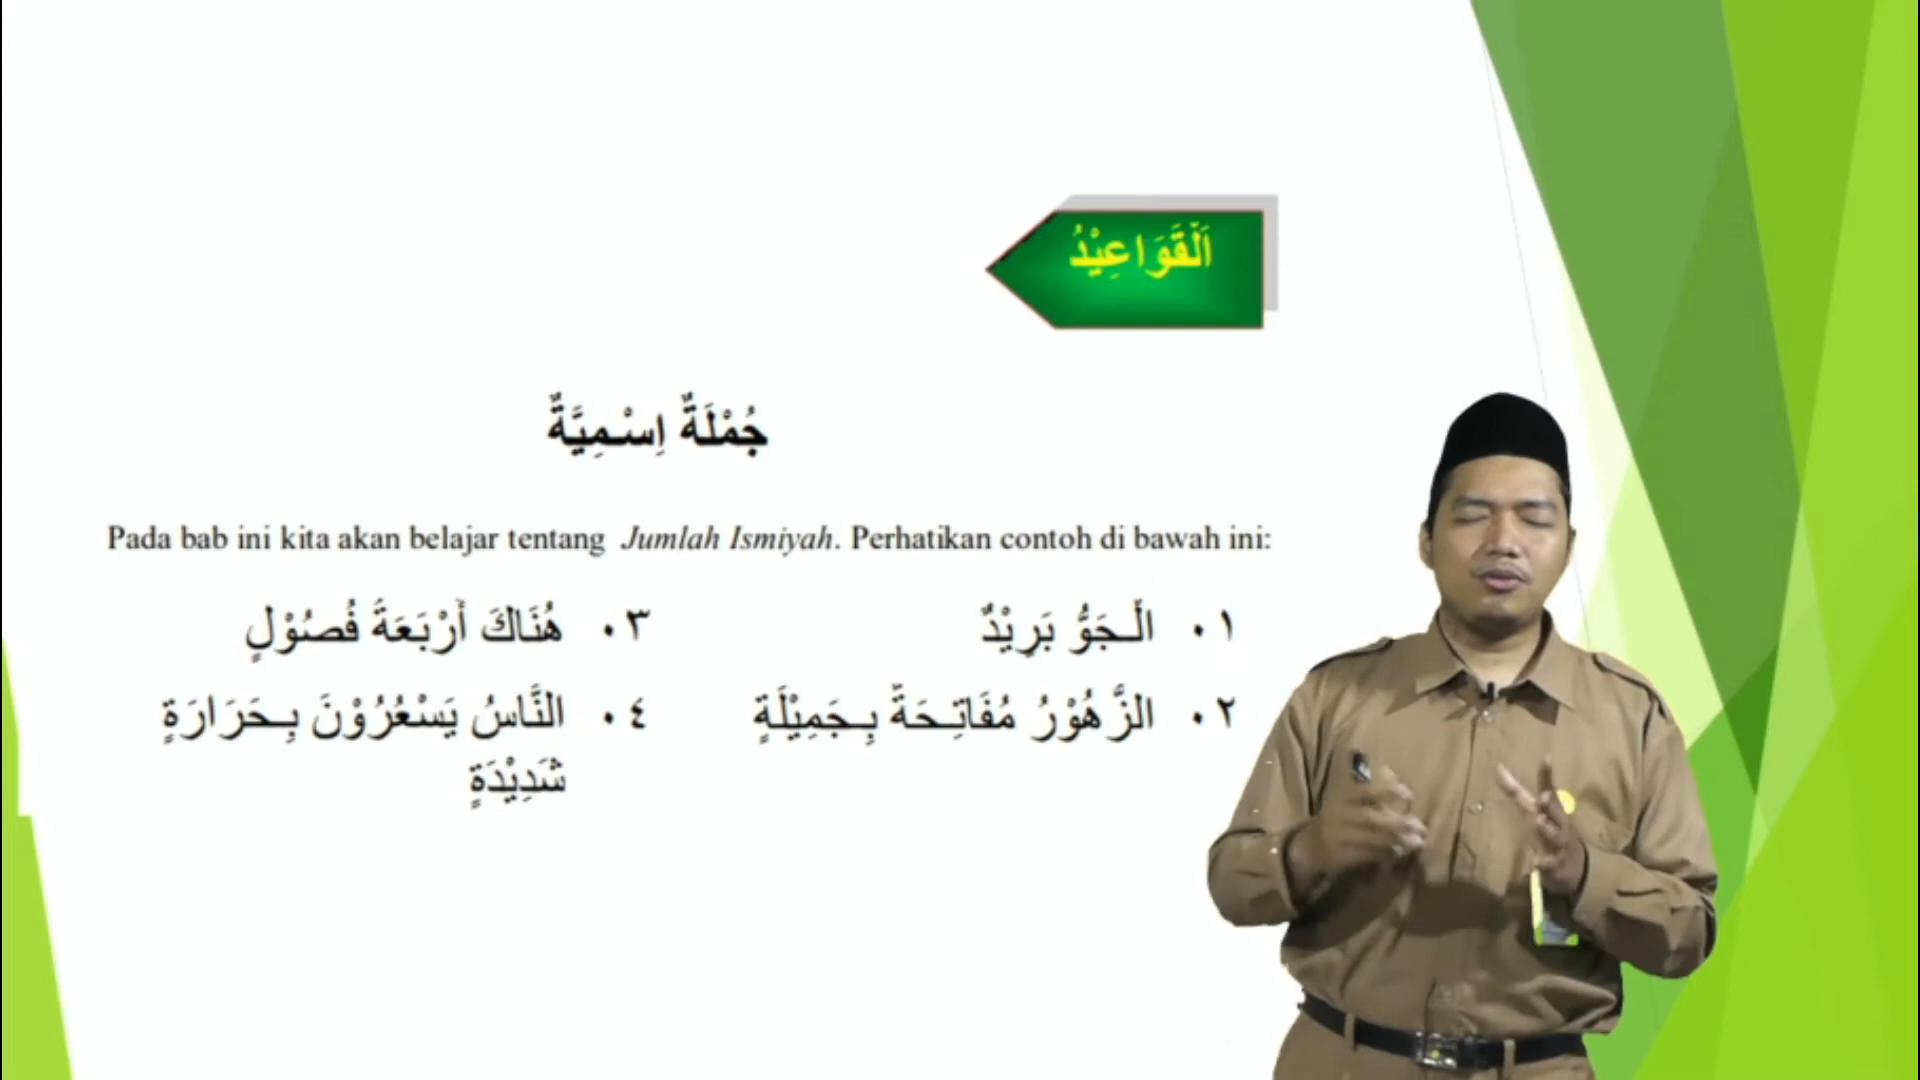 اَلْقَوَاعِيْدُ
جُمْلَةٌ اِسْمِيَّةٌ
Pada bab ini kita akan belajar tentang Jumlah Ismiyah. Perhatikan contoh di bawah ini:
٠١ الْجَوُّ بَرِيْدٌ
٠٢ الزَّهُوْرُ مُفَاتِحَةً بِجَمِيْلَةٍ
٠٣ هُنَاكَ أَرْبَعَةَ فُصُوْلٍ
٠٤ النَّاسُ يَسْعُرُوْنَ بِحَرَارَةٍ
شَدِيْدَةٍ